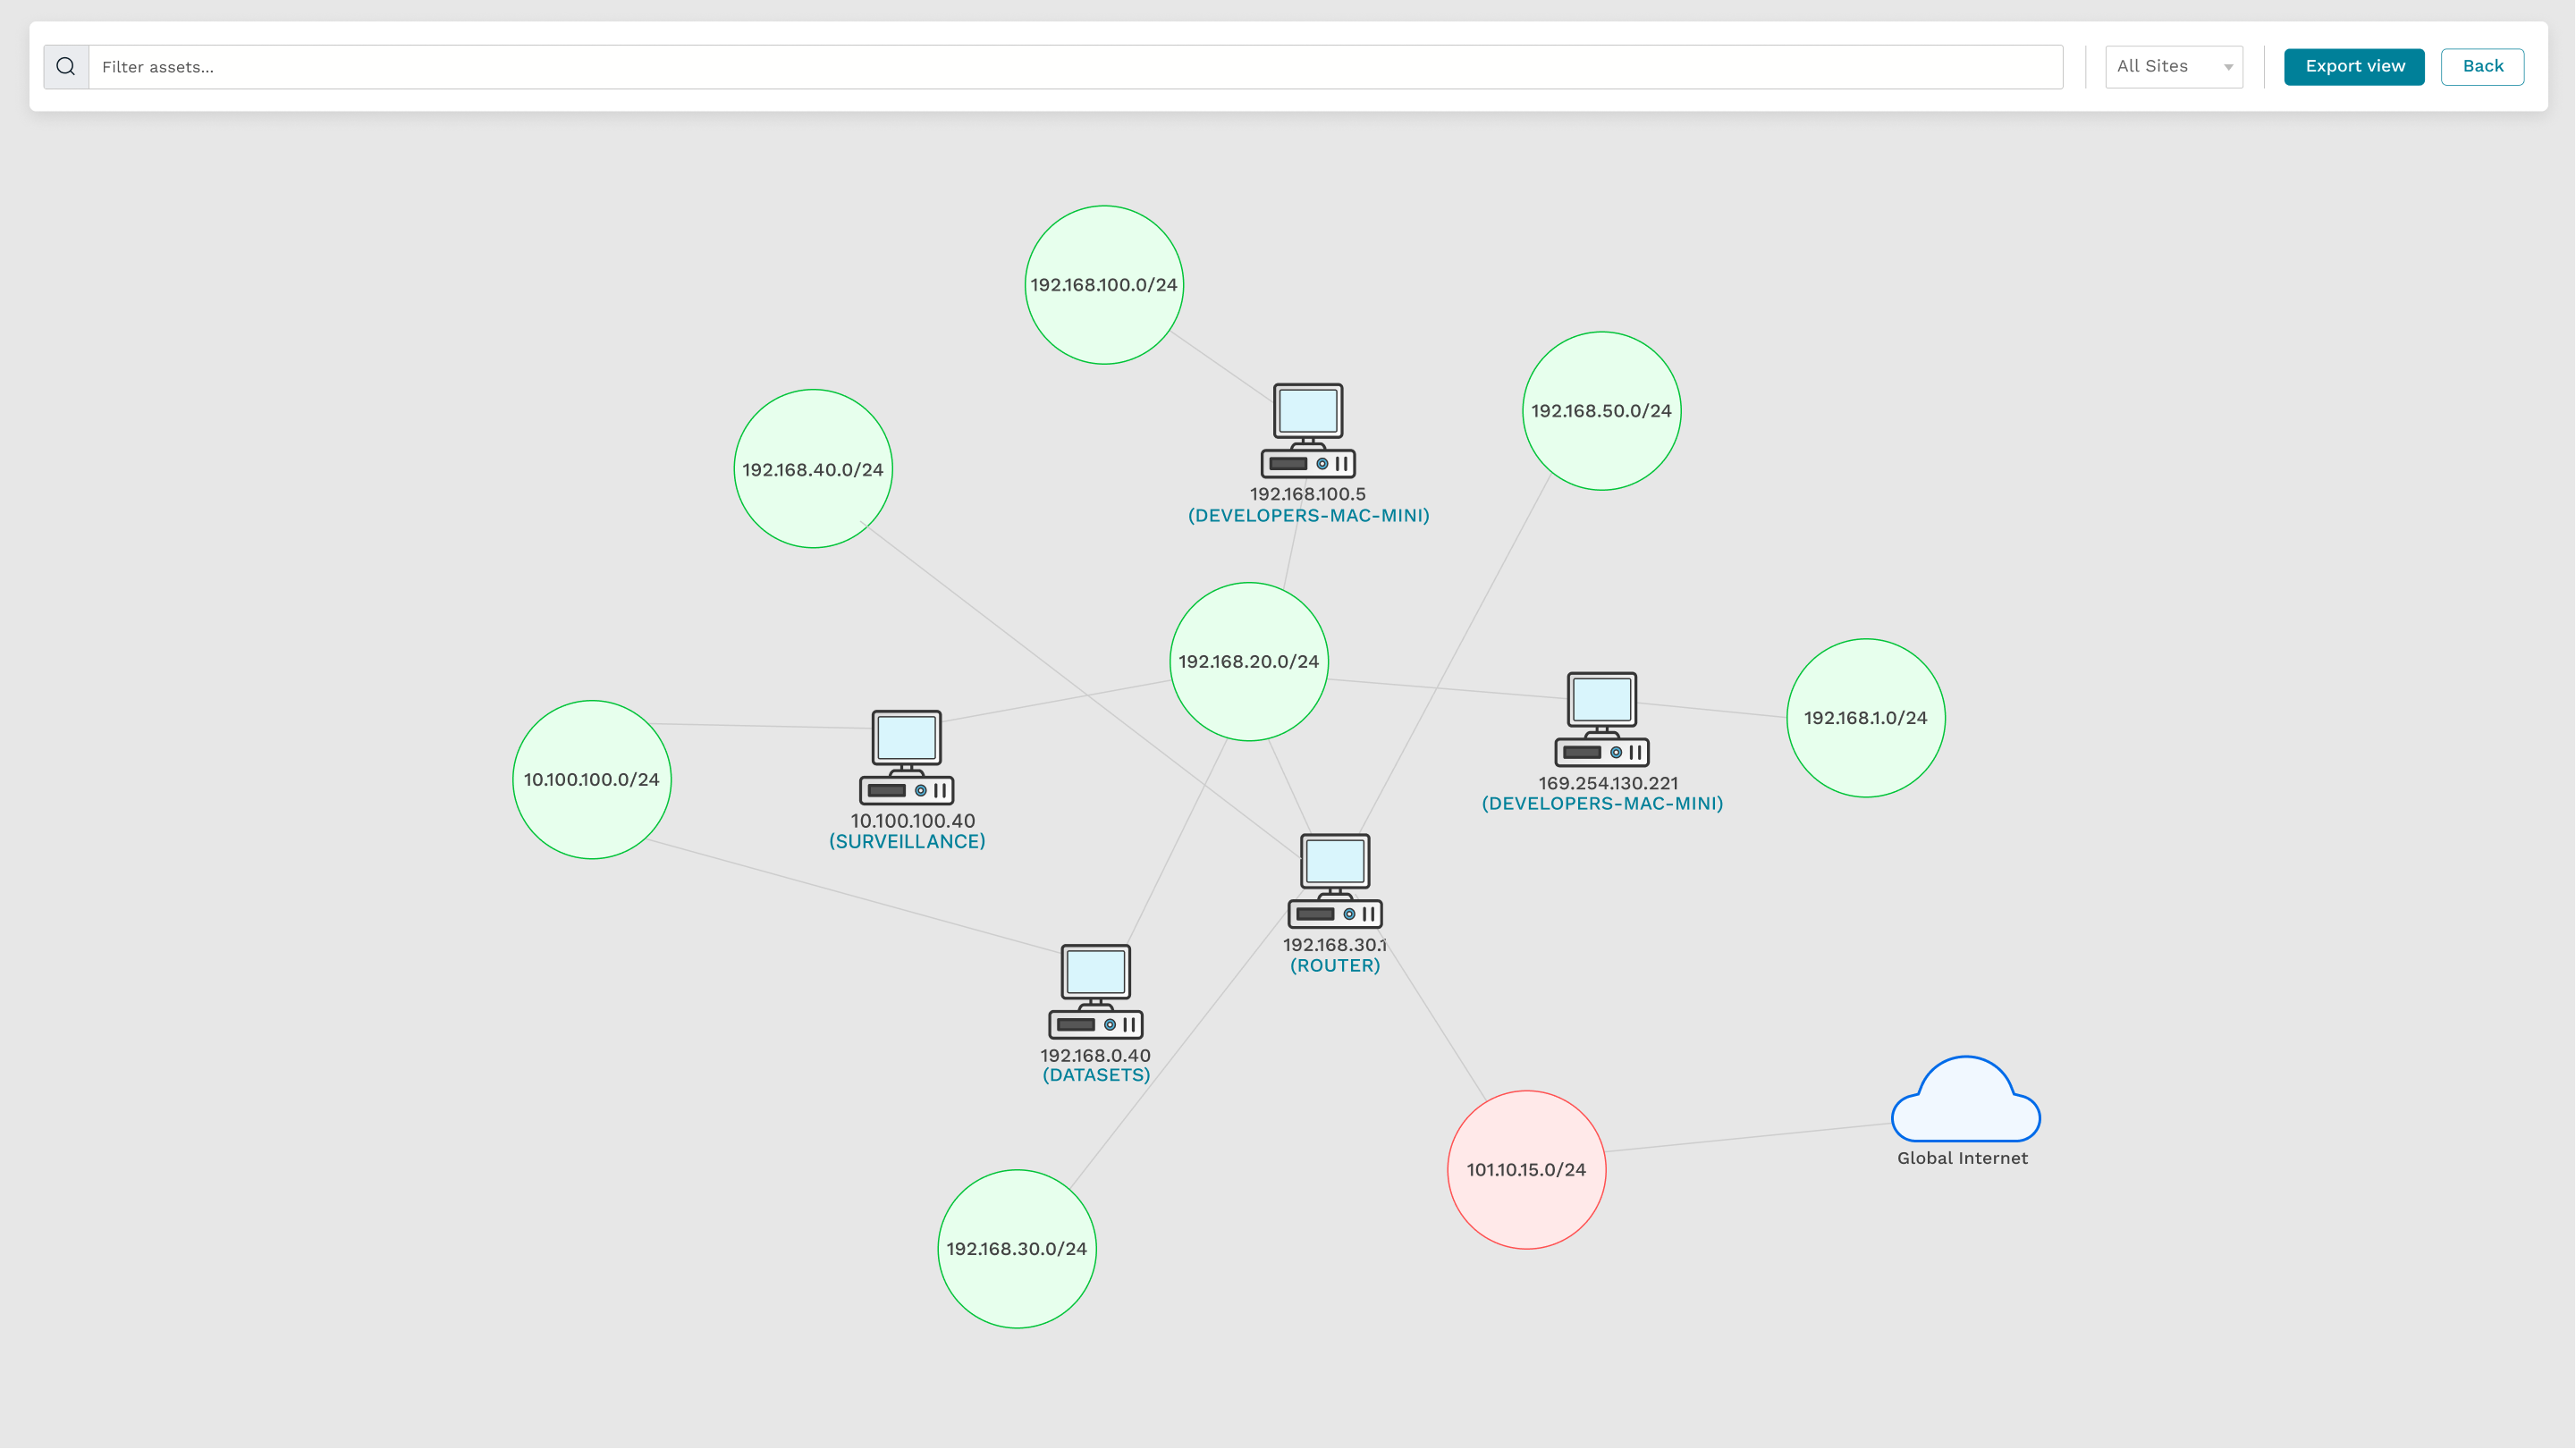 Filter assets...
All Sites
Export view
Back
192.168.100.0/24
192.168.50.0/24
192.168.40.0/24
192.168.100.5
(DEVELOPERS-MAC-MINI)
192.168.20.0/24
192.168.1.0/24
10.100.100.0/24
169.254.130.221
(DEVELOPERS-MAC-MINI)
10.100.100.40
(SURVEILLANCE)
192.168.30.1
(ROUTER)
192.168.0.40
(DATASETS)
Global Internet
101.10.15.0/24
192.168.30.0/24